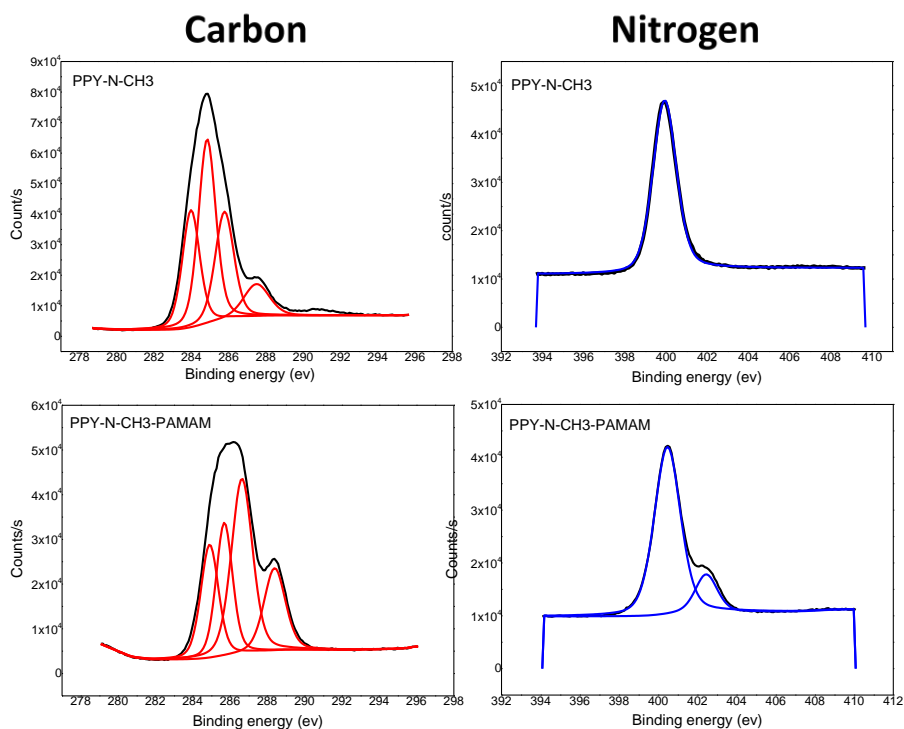 Carbon
Nitrogen
PPY-N-CH3
9x10⁴
8x10⁴
7x10⁴
6x10⁴
5x10⁴
4x10⁴
3x10⁴
2x10⁴
1x10⁴
0
Count/s
278 280 282 284 286 288 290 292 294 296 298
Binding energy (ev)
PPY-N-CH3
5x10⁴
4x10⁴
3x10⁴
2x10⁴
1x10⁴
0
count/s
392 394 396 398 400 402 404 406 408 410
Binding energy (ev)
PPY-N-CH3-PAMAM
6x10⁴
5x10⁴
4x10⁴
3x10⁴
2x10⁴
1x10⁴
0
Counts/s
278 280 282 284 286 288 290 292 294 296 298
Binding energy (ev)
PPY-N-CH3-PAMAM
5x10⁴
4x10⁴
3x10⁴
2x10⁴
1x10⁴
0
Counts/s
392 394 396 398 400 402 404 406 408 410 412
Binding energy (ev)